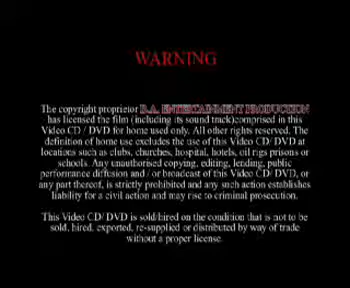 WARNING
The copyright proprietor B.A. ENTERTAINMENT PRODUCTION
has licensed the film (including its sound track)comprised in this
Video CD / DVD for home used only. All other rights reserved. The
definition of home use excludes the use of this Video CD/ DVD at
locations such as clubs, churches, hospital, hotels, oil rigs prisons or
schools. Any unauthorised copying, editing, lending, public
performance diffusion and / or broadcast of this Video CD/ DVD, or
any part thereof, is strictly prohibited and any such action establishes
liability for a civil action and may rise to criminal prosecution.
This Video CD/ DVD is sold/hired on the condition that is not to be
sold, hired, exported, re-supplied or distributed by way of trade
without a proper license.